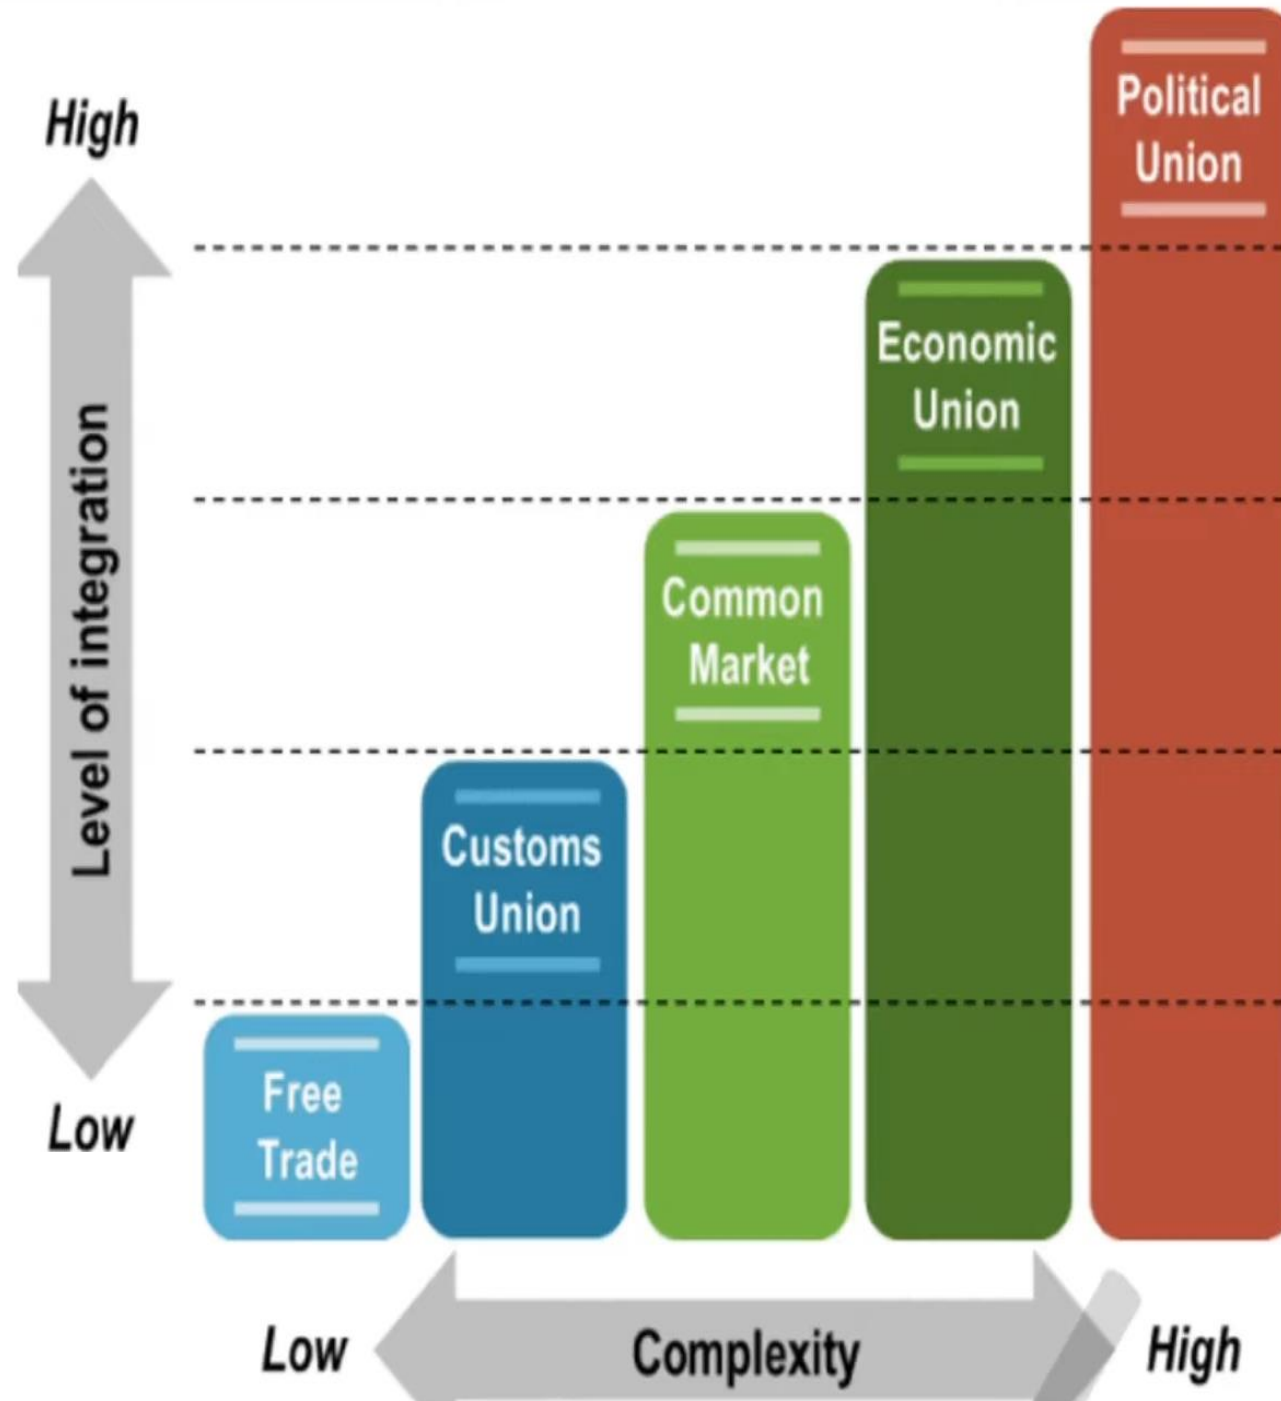 High
Level of integration
Low
Political
Union
Economic
Union
Common
Market
Customs
Union
Free
Trade
Low
Complexity
High